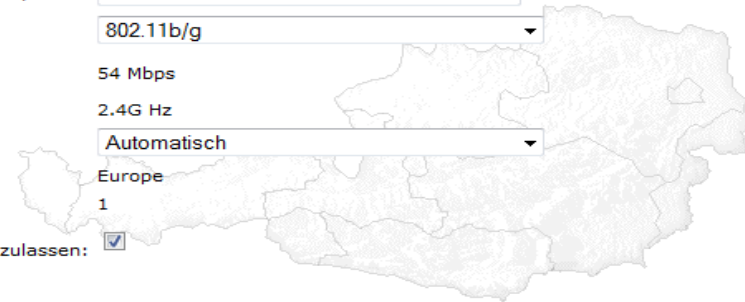 802.11b/g
54 Mbps
2.4G Hz
Automatisch
Europe
1
zulassen: